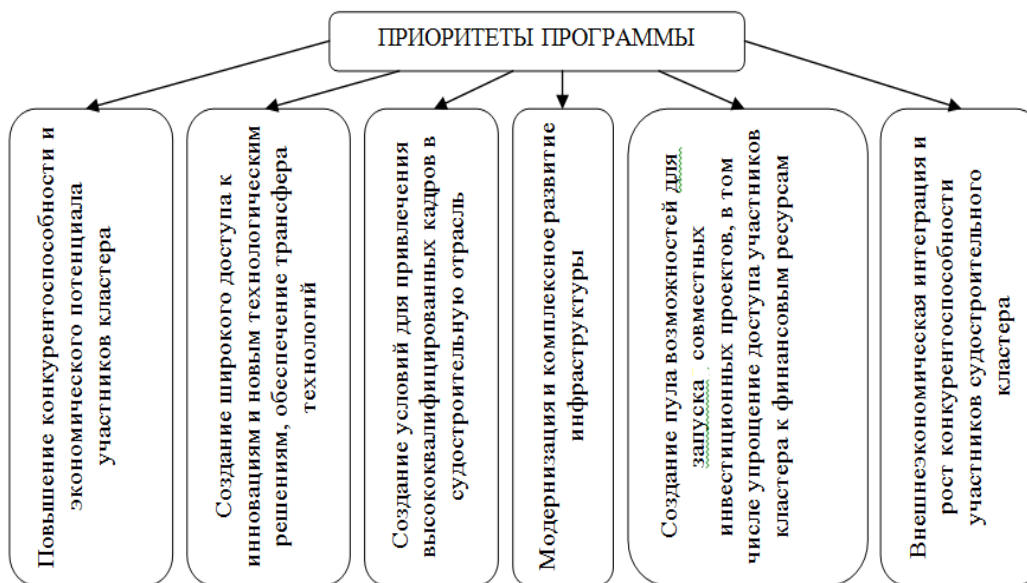 ПРИОРИТЕТЫ ПРОГРАММЫ
Повышение конкурентоспособности и
экономического потенциала
участников кластера
Создание широкого доступа к
инновациям и новым технологическим
решениям, обеспечение трансфера
технологий
Создание условий для привлечения
высококвалифицированных кадров в
судостроительную отрасль
Модернизация и комплексное развитие
инфраструктуры
Создание пула возможностей для
запуска совместных
инвестиционных проектов, в том
числе упрощение доступа участников
кластера к финансовым ресурсам
Внешнеэкономическая интеграция и
рост конкурентоспособности
участников судостроительного
кластера